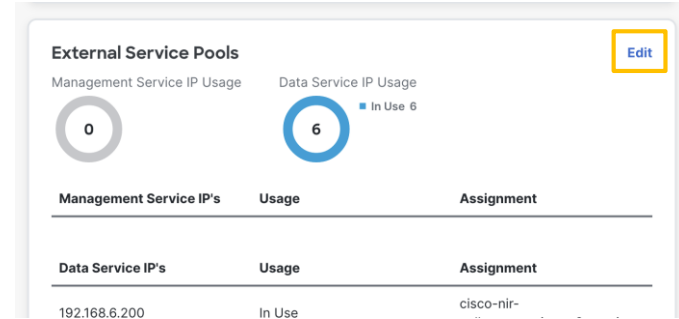 External Service Pools
Edit
Management Service IP Usage
Data Service IP Usage
0
6
In Use 6
Management Service IP's Usage Assignment
Data Service IP's Usage Assignment
192.168.6.200 In Use cisco-nir-